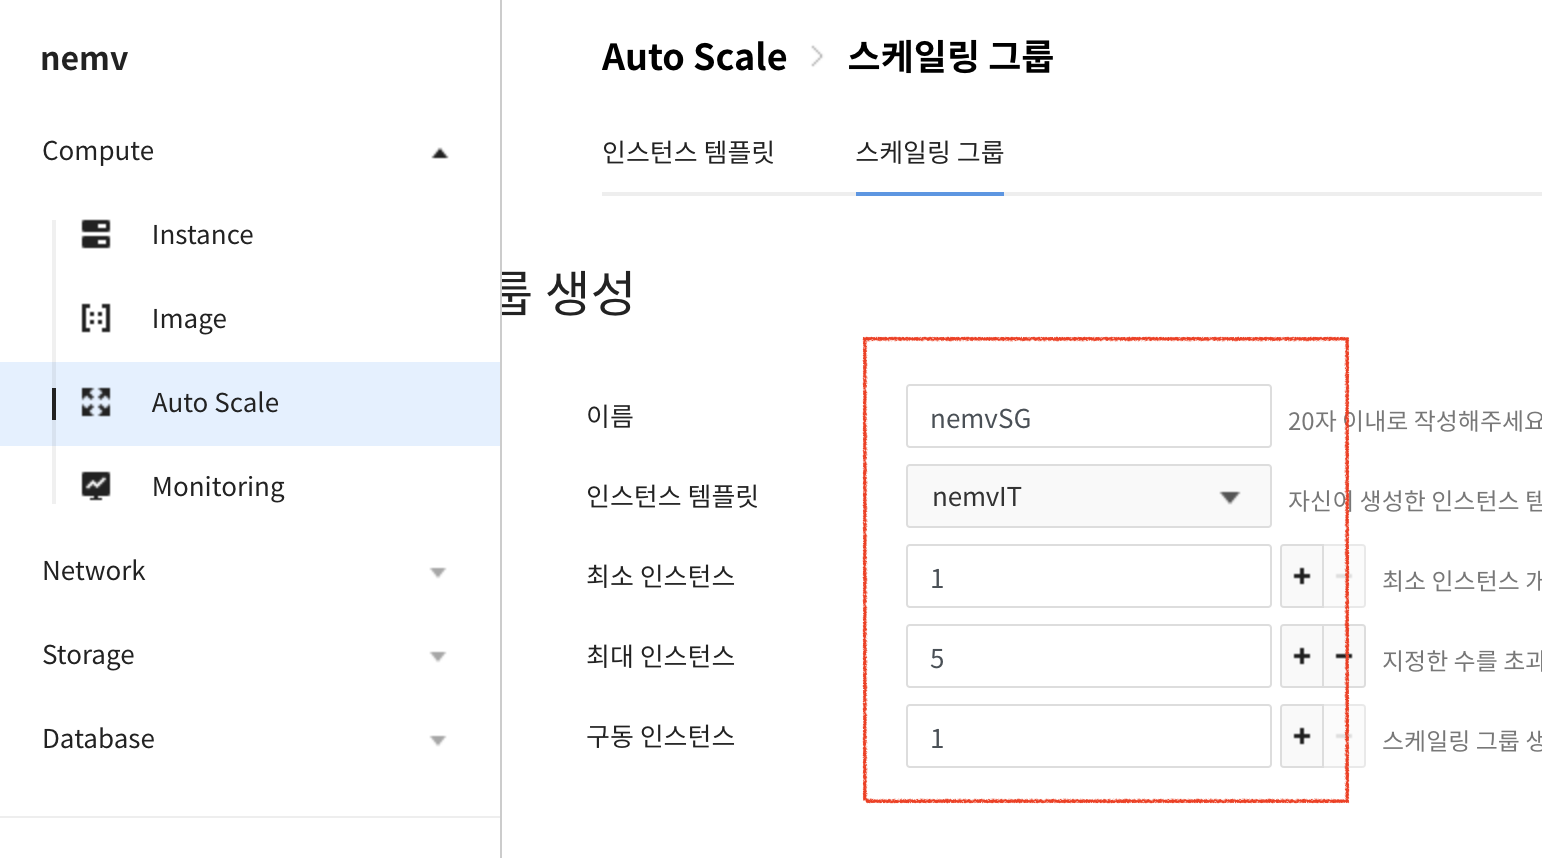 nemv
Compute
Instance
Image
Auto Scale
Monitoring
Network
Storage
Database
Auto Scale > 스케일링 그룹
인스턴스 템플릿 스케일링 그룹
룹 생성
이름 nemvSG 20자 이내로 작성해주세요
인스턴스 템플릿 nemvIT 자신이 생성한 인스턴스 템
최소 인스턴스 1 + - 최소 인스턴스 개
최대 인스턴스 5 + - 지정한 수를 초과
구동 인스턴스 1 + - 스케일링 그룹 생